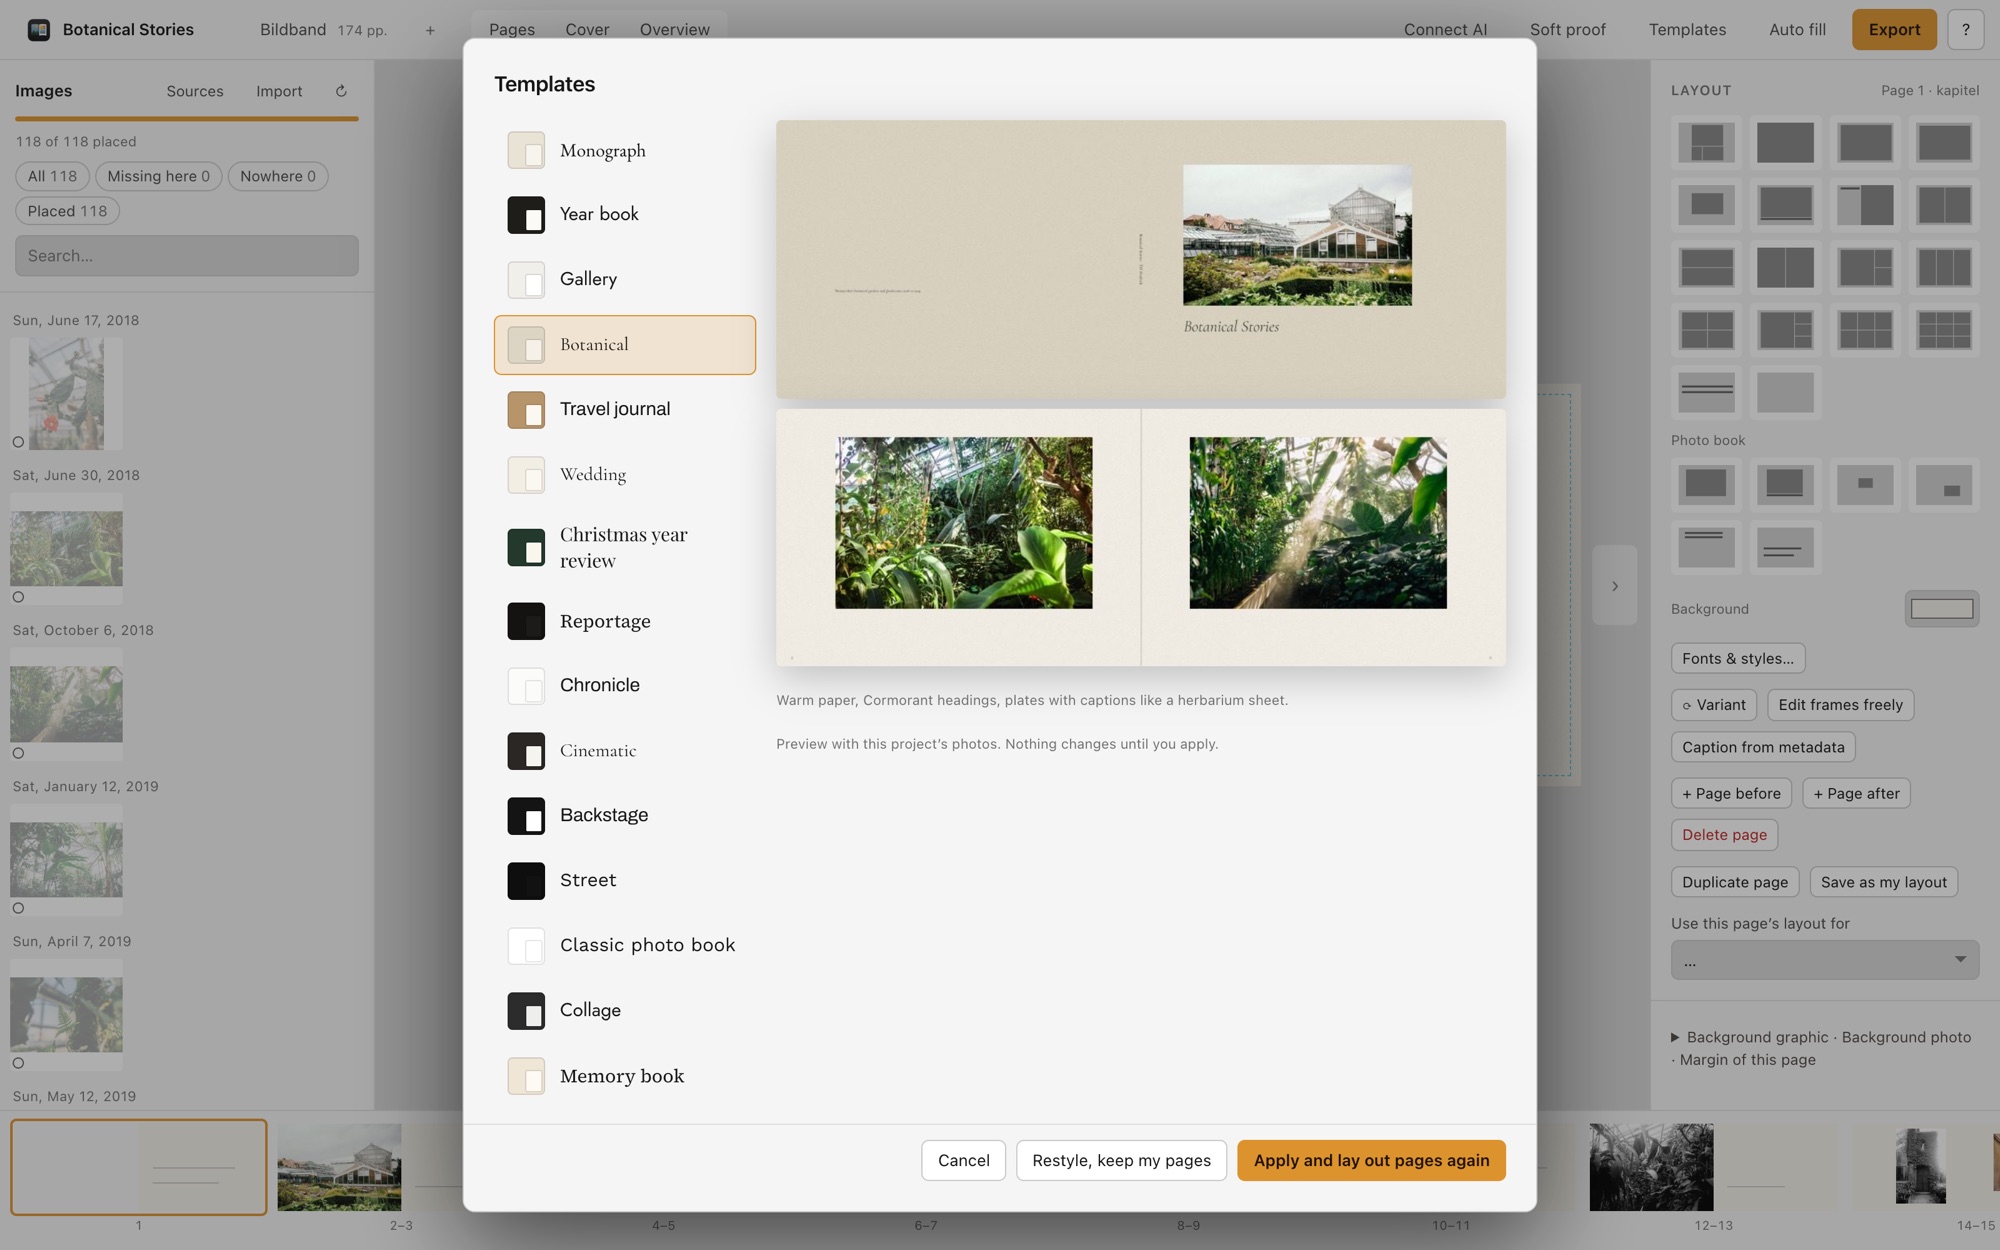 Botanical Stories
Bildband 174 pp. +
Pages Cover Overview
Connect AI Soft proof Templates Auto fill Export ?
Images Sources Import
118 of 118 placed
All 118 Missing here 0 Nowhere 0
Placed 118
Search...
Sun, June 17, 2018
Sat, June 30, 2018
Sat, October 6, 2018
Sat, January 12, 2019
Sun, April 7, 2019
Sun, May 12, 2019
Templates
Monograph
Year book
Gallery
Botanical
Travel journal
Wedding
Christmas year
review
Reportage
Chronicle
Cinematic
Backstage
Street
Classic photo book
Collage
Memory book
Botanical Stories
Warm paper, Cormorant headings, plates with captions like a herbarium sheet.
Preview with this project's photos. Nothing changes until you apply.
Cancel Restyle, keep my pages Apply and lay out pages again
LAYOUT Page 1 · kapitel
Photo book
Background
Fonts & styles...
Variant Edit frames freely
Caption from metadata
+ Page before + Page after
Delete page
Duplicate page Save as my layout
Use this page's layout for
...
Background graphic · Background photo
· Margin of this page
1 2–3 4–5 6–7 8–9 10–11 12–13 14–15